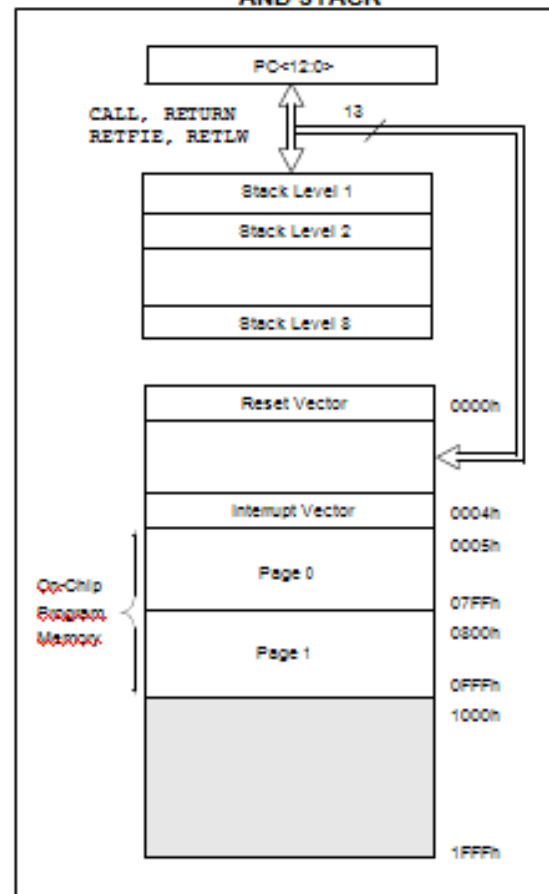 AND STACK
PC<12:0>
CALL, RETURN
RETFIE, RETLW
13
Stack Level 1
Stack Level 2
Stack Level 8
Reset Vector
0000h
Interrupt Vector
0004h
0005h
On-Chip
Program
Memory
Page 0
07FFh
0800h
Page 1
0FFFh
1000h
1FFFh